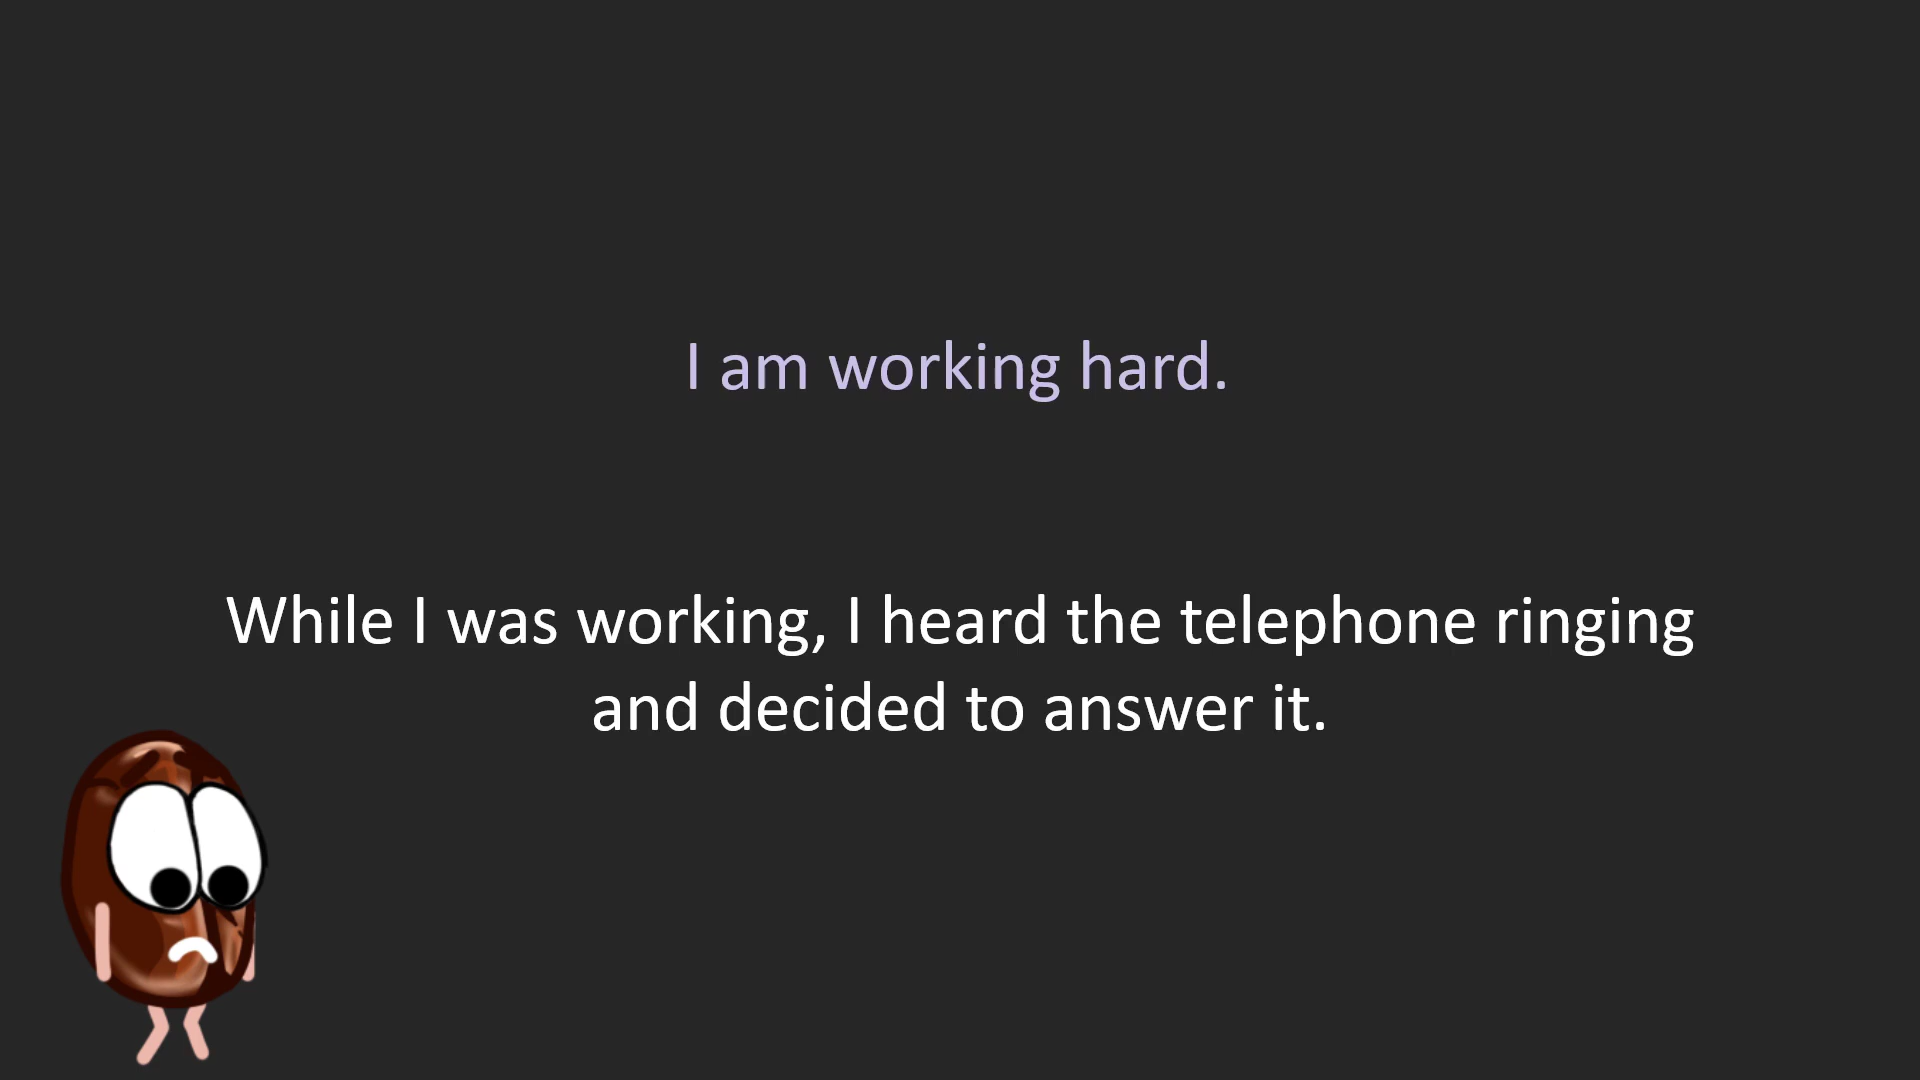 I am working hard.
While I was working, I heard the telephone ringing
and decided to answer it.